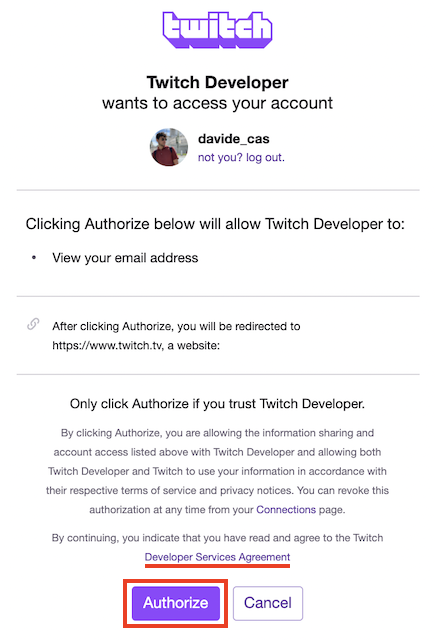 twitch
Twitch Developer
wants to access your account
davide_cas
not you? log out.
Clicking Authorize below will allow Twitch Developer to:
• View your email address
After clicking Authorize, you will be redirected to
https://www.twitch.tv, a website:
Only click Authorize if you trust Twitch Developer.
By clicking Authorize, you are allowing the information sharing and
account access listed above with Twitch Developer and allowing both
Twitch Developer and Twitch to use your information in accordance with
their respective terms of service and privacy notices. You can revoke this
authorization at any time from your Connections page.
By continuing, you indicate that you have read and agree to the Twitch
Developer Services Agreement
Authorize Cancel